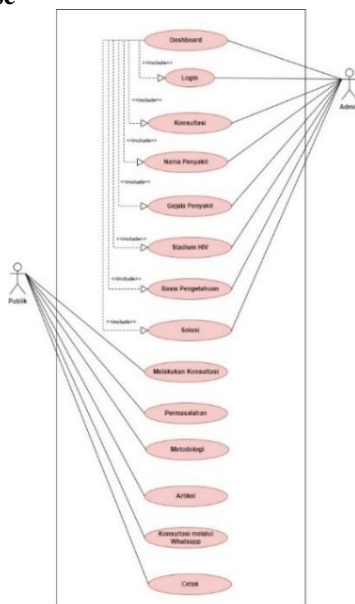 Dashboard
<<include>>
Login
Admi
<<include>>
Konsultasi
<<include>>
Nama Penyakit
<<include>>
Gejala Penyakit
<<include>>
Stadium HIV
<<include>>
Basis Pengetahuan
<<include>>
Solusi
Publik
Melakukan Konsultasi
Permasalahan
Metodologi
Artikel
Konsultasi melalui
Whatsapp
Cetak